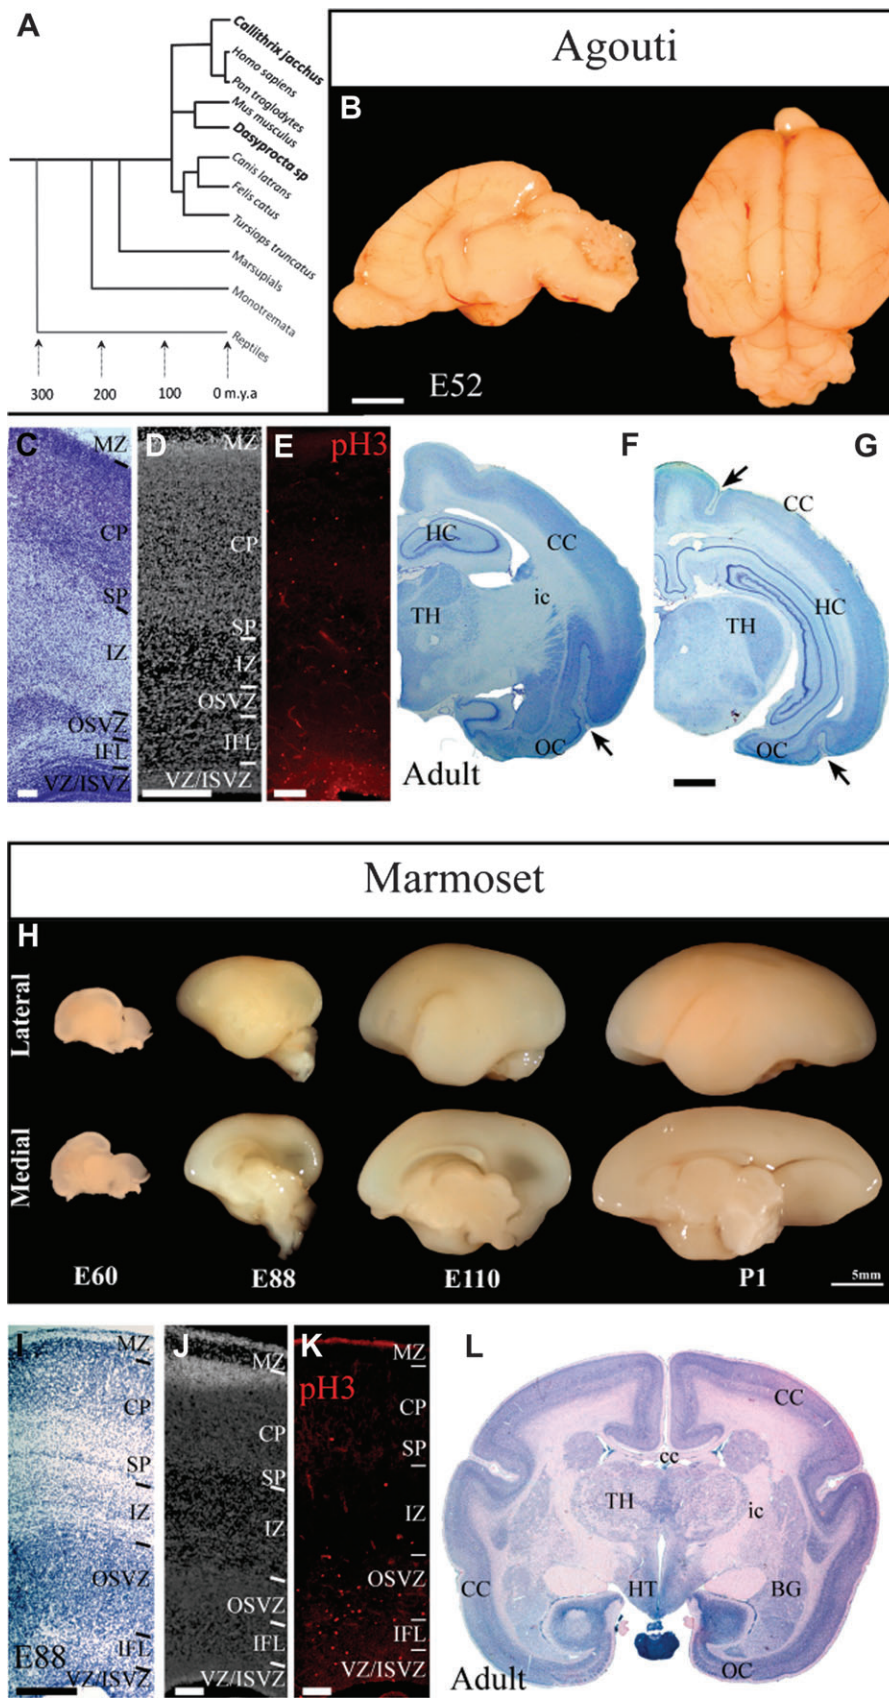 A
Callithrix jacchus
Homo sapiens
Pan troglodytes
Mus musculus
Dasyprocta sp
Canis latrans
Felis catus
Tursiops truncatus
Marsupials
Monotremata
Reptiles
300 200 100 0 m.y.a
Agouti
B
E52
C
MZ
CP
SP
IZ
OSVZ
IFL
VZ/ISVZ
D
MZ
CP
SP
IZ
OSVZ
IFL
VZ/ISVZ
E
pH3
F
HC
CC
TH
ic
OC
Adult
G
CC
HC
TH
OC
Marmoset
H
Lateral
Medial
E60 E88 E110 P1
5mm
I
MZ
CP
SP
IZ
OSVZ
IFL
VZ/ISVZ
E88
J
MZ
CP
SP
IZ
OSVZ
IFL
VZ/ISVZ
K
pH3
MZ
CP
SP
IZ
OSVZ
IFL
VZ/ISVZ
L
CC
cc
TH
ic
CC
HT
BG
OC
Adult